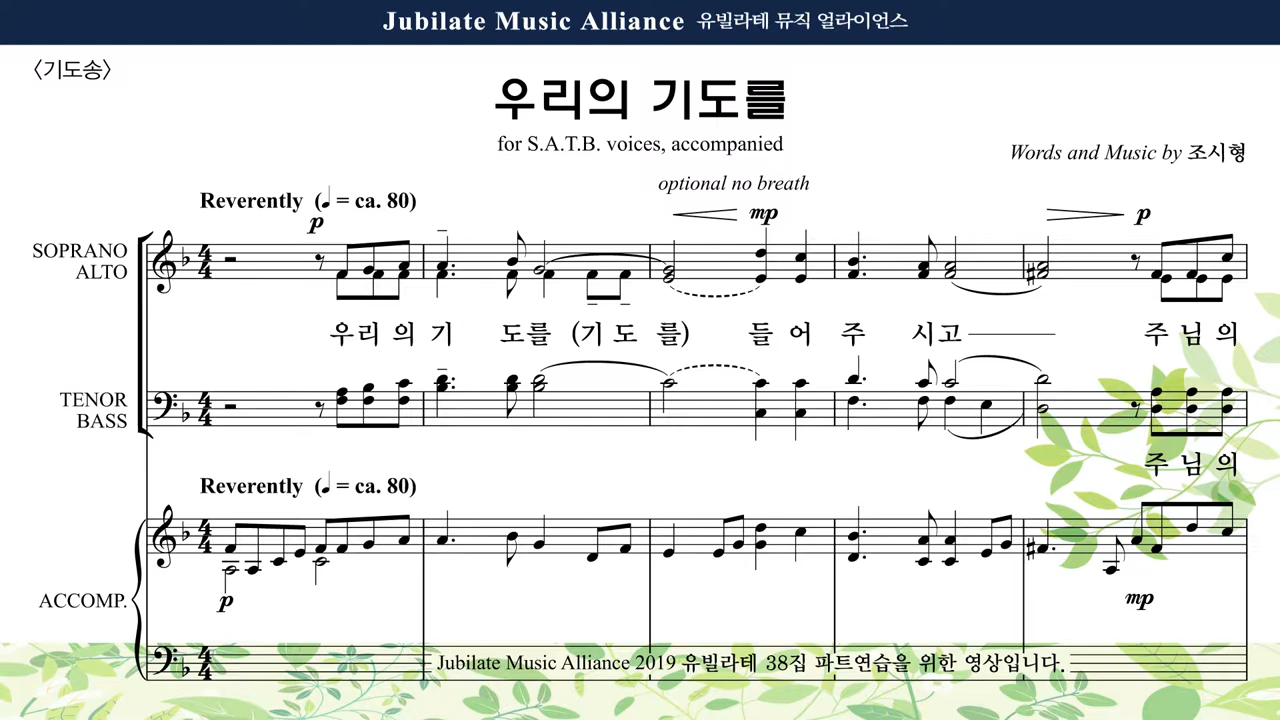 Jubilate Music Alliance 유빌라테 뮤직 얼라이언스
〈기도송〉
우리의 기도를
for S.A.T.B. voices, accompanied
Words and Music by 조시형
optional no breath
Reverently (♩ = ca. 80)
p
mp
p
SOPRANO
ALTO
우리 의 기 도를 (기 도 를) 들 어 주 시고 주 님 의
TENOR
BASS
주 님 의
Reverently (♩ = ca. 80)
ACCOMP.
p
mp
Jubilate Music Alliance 2019 유빌라테 38집 파트연습을 위한 영상입니다.